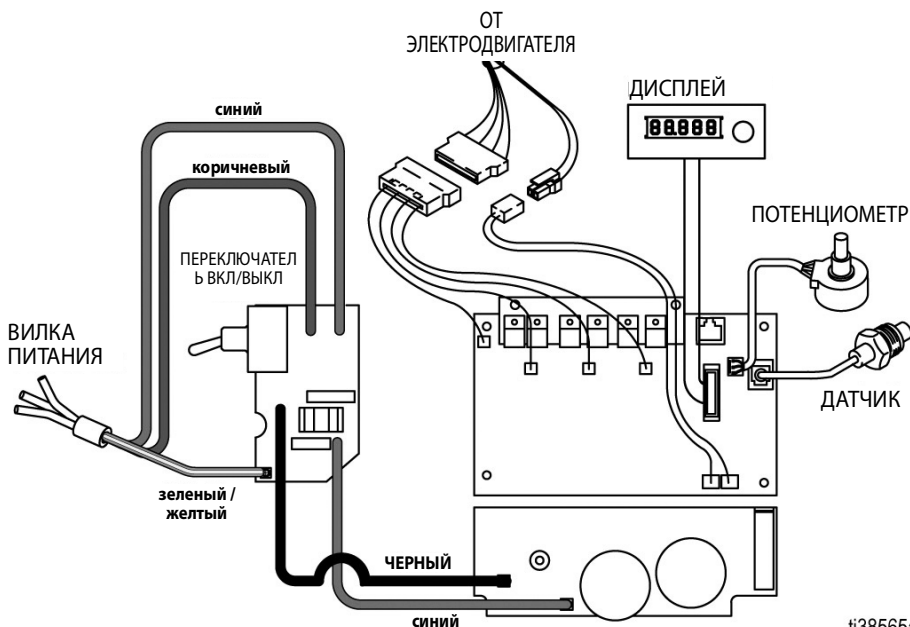 ОТ
ЭЛЕКТРОДВИГАТЕЛЯ
ДИСПЛЕЙ
88.888
синий
коричневый
ПОТЕНЦИОМЕТР
ПЕРЕКЛЮЧАТЕЛ
Ь ВКЛ/ВЫКЛ
ВИЛКА
ПИТАНИЯ
ДАТЧИК
зеленый /
желтый
ЧЕРНЫЙ
синий